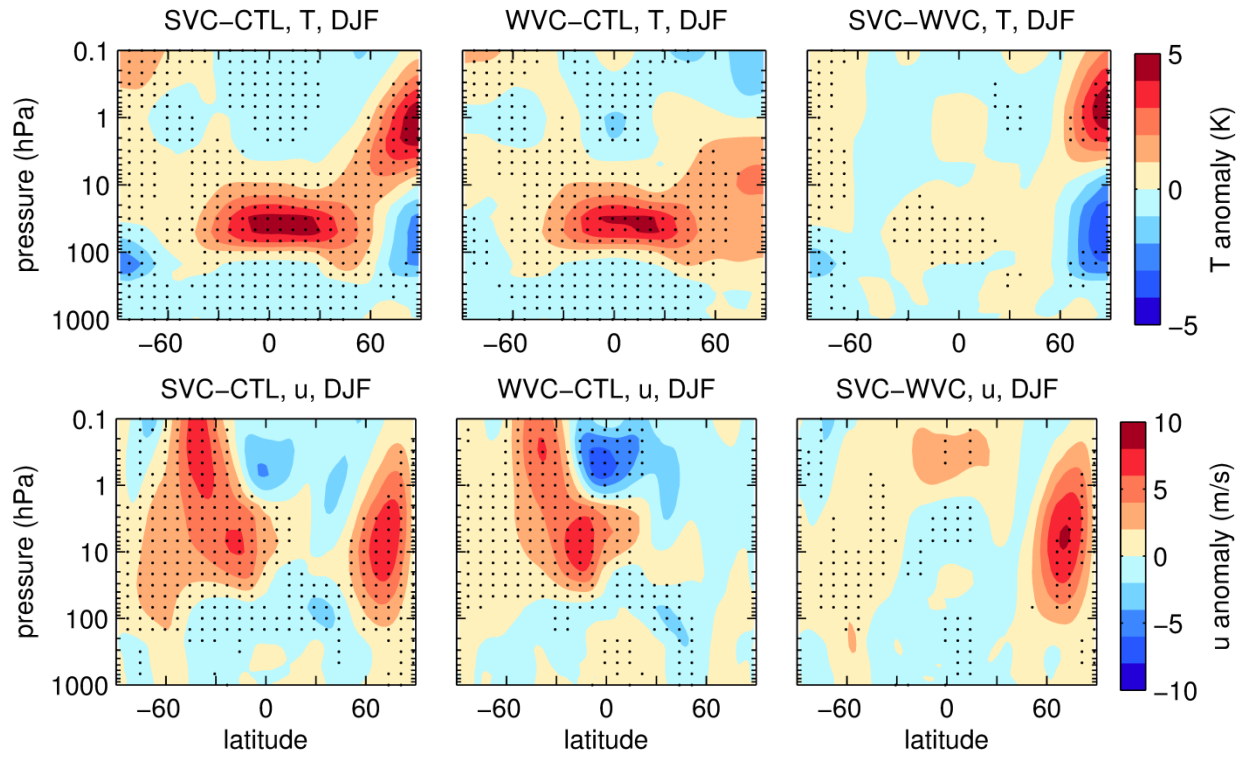 SVC−CTL, T, DJF
WVC−CTL, T, DJF
SVC−WVC, T, DJF
pressure (hPa)
0.1
1
10
100
1000
−60 0 60
−60 0 60
−60 0 60
5
0
−5
T anomaly (K)
SVC−CTL, u, DJF
WVC−CTL, u, DJF
SVC−WVC, u, DJF
pressure (hPa)
0.1
1
10
100
1000
−60 0 60
−60 0 60
−60 0 60
latitude
latitude
latitude
10
5
0
−5
−10
u anomaly (m/s)